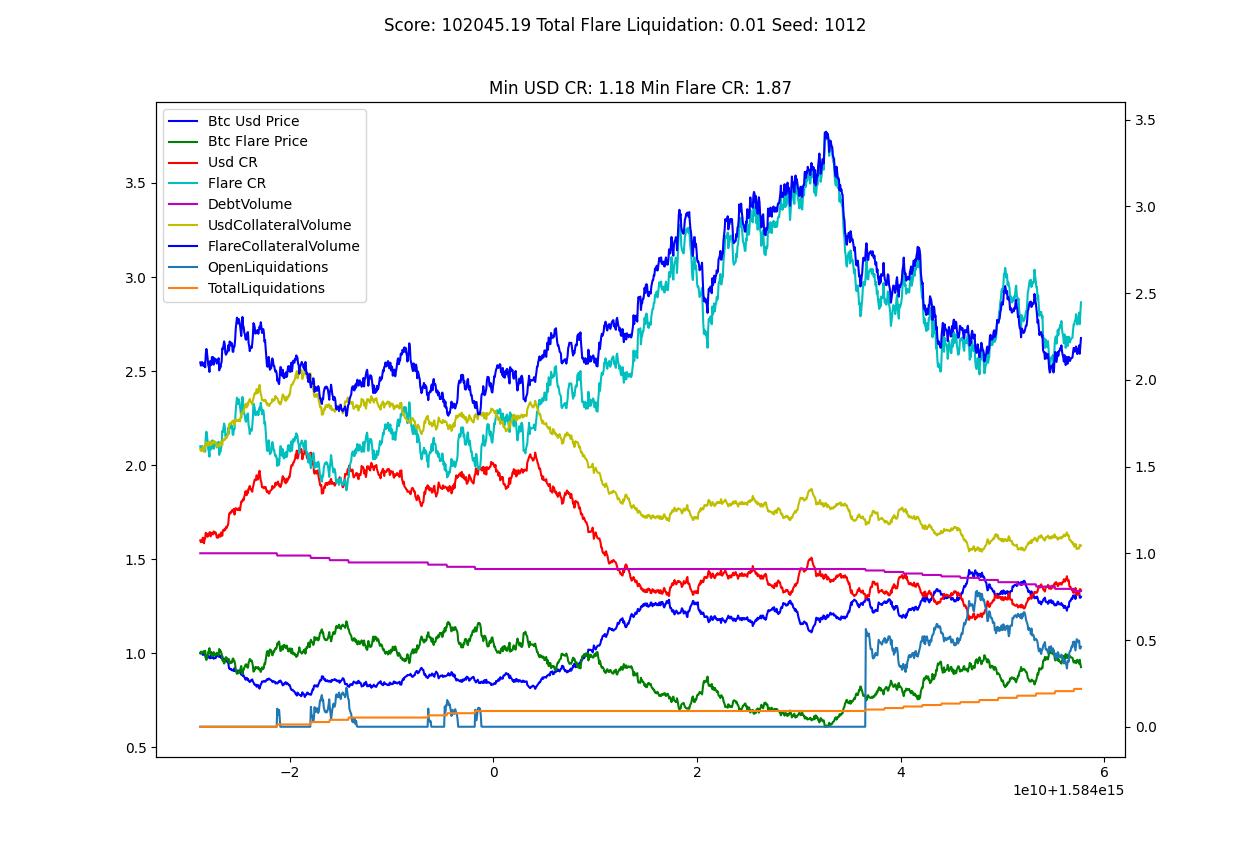 Score: 102045.19 Total Flare Liquidation: 0.01 Seed: 1012
Min USD CR: 1.18 Min Flare CR: 1.87
Btc Usd Price
Btc Flare Price
Usd CR
Flare CR
DebtVolume
UsdCollateralVolume
FlareCollateralVolume
OpenLiquidations
TotalLiquidations
3.5
3.0
2.5
2.0
1.5
1.0
0.5
3.5
3.0
2.5
2.0
1.5
1.0
0.5
0.0
−2
0
2
4
6
1e10+1.584e15